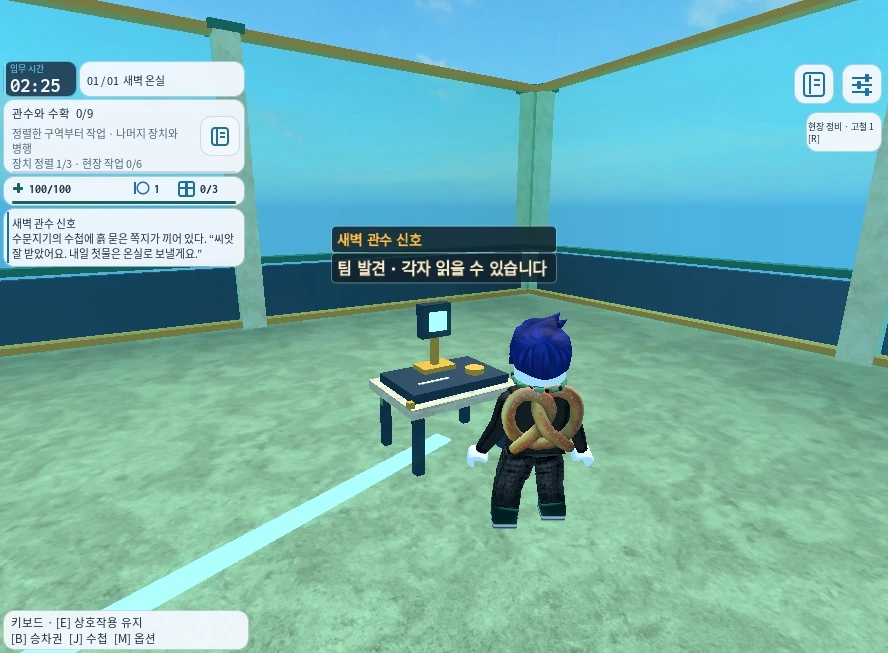 임무 시간
02:25
01 / 01 새벽 온실
관수와 수확 0/9
정렬한 구역부터 작업 · 나머지 장치와
병행
장치 정렬 1/3 · 현장 작업 0/6
100/100 1 0/3
새벽 관수 신호
수문지기의 수첩에 흙 묻은 쪽지가 끼어 있다. “씨앗
잘 받았어요. 내일 첫물은 온실로 보낼게요.”
현장 정비 · 고철 1
[R]
새벽 관수 신호
팀 발견 · 각자 읽을 수 있습니다
키보드 · [E] 상호작용 유지
[B] 승차권 [J] 수첩 [M] 옵션